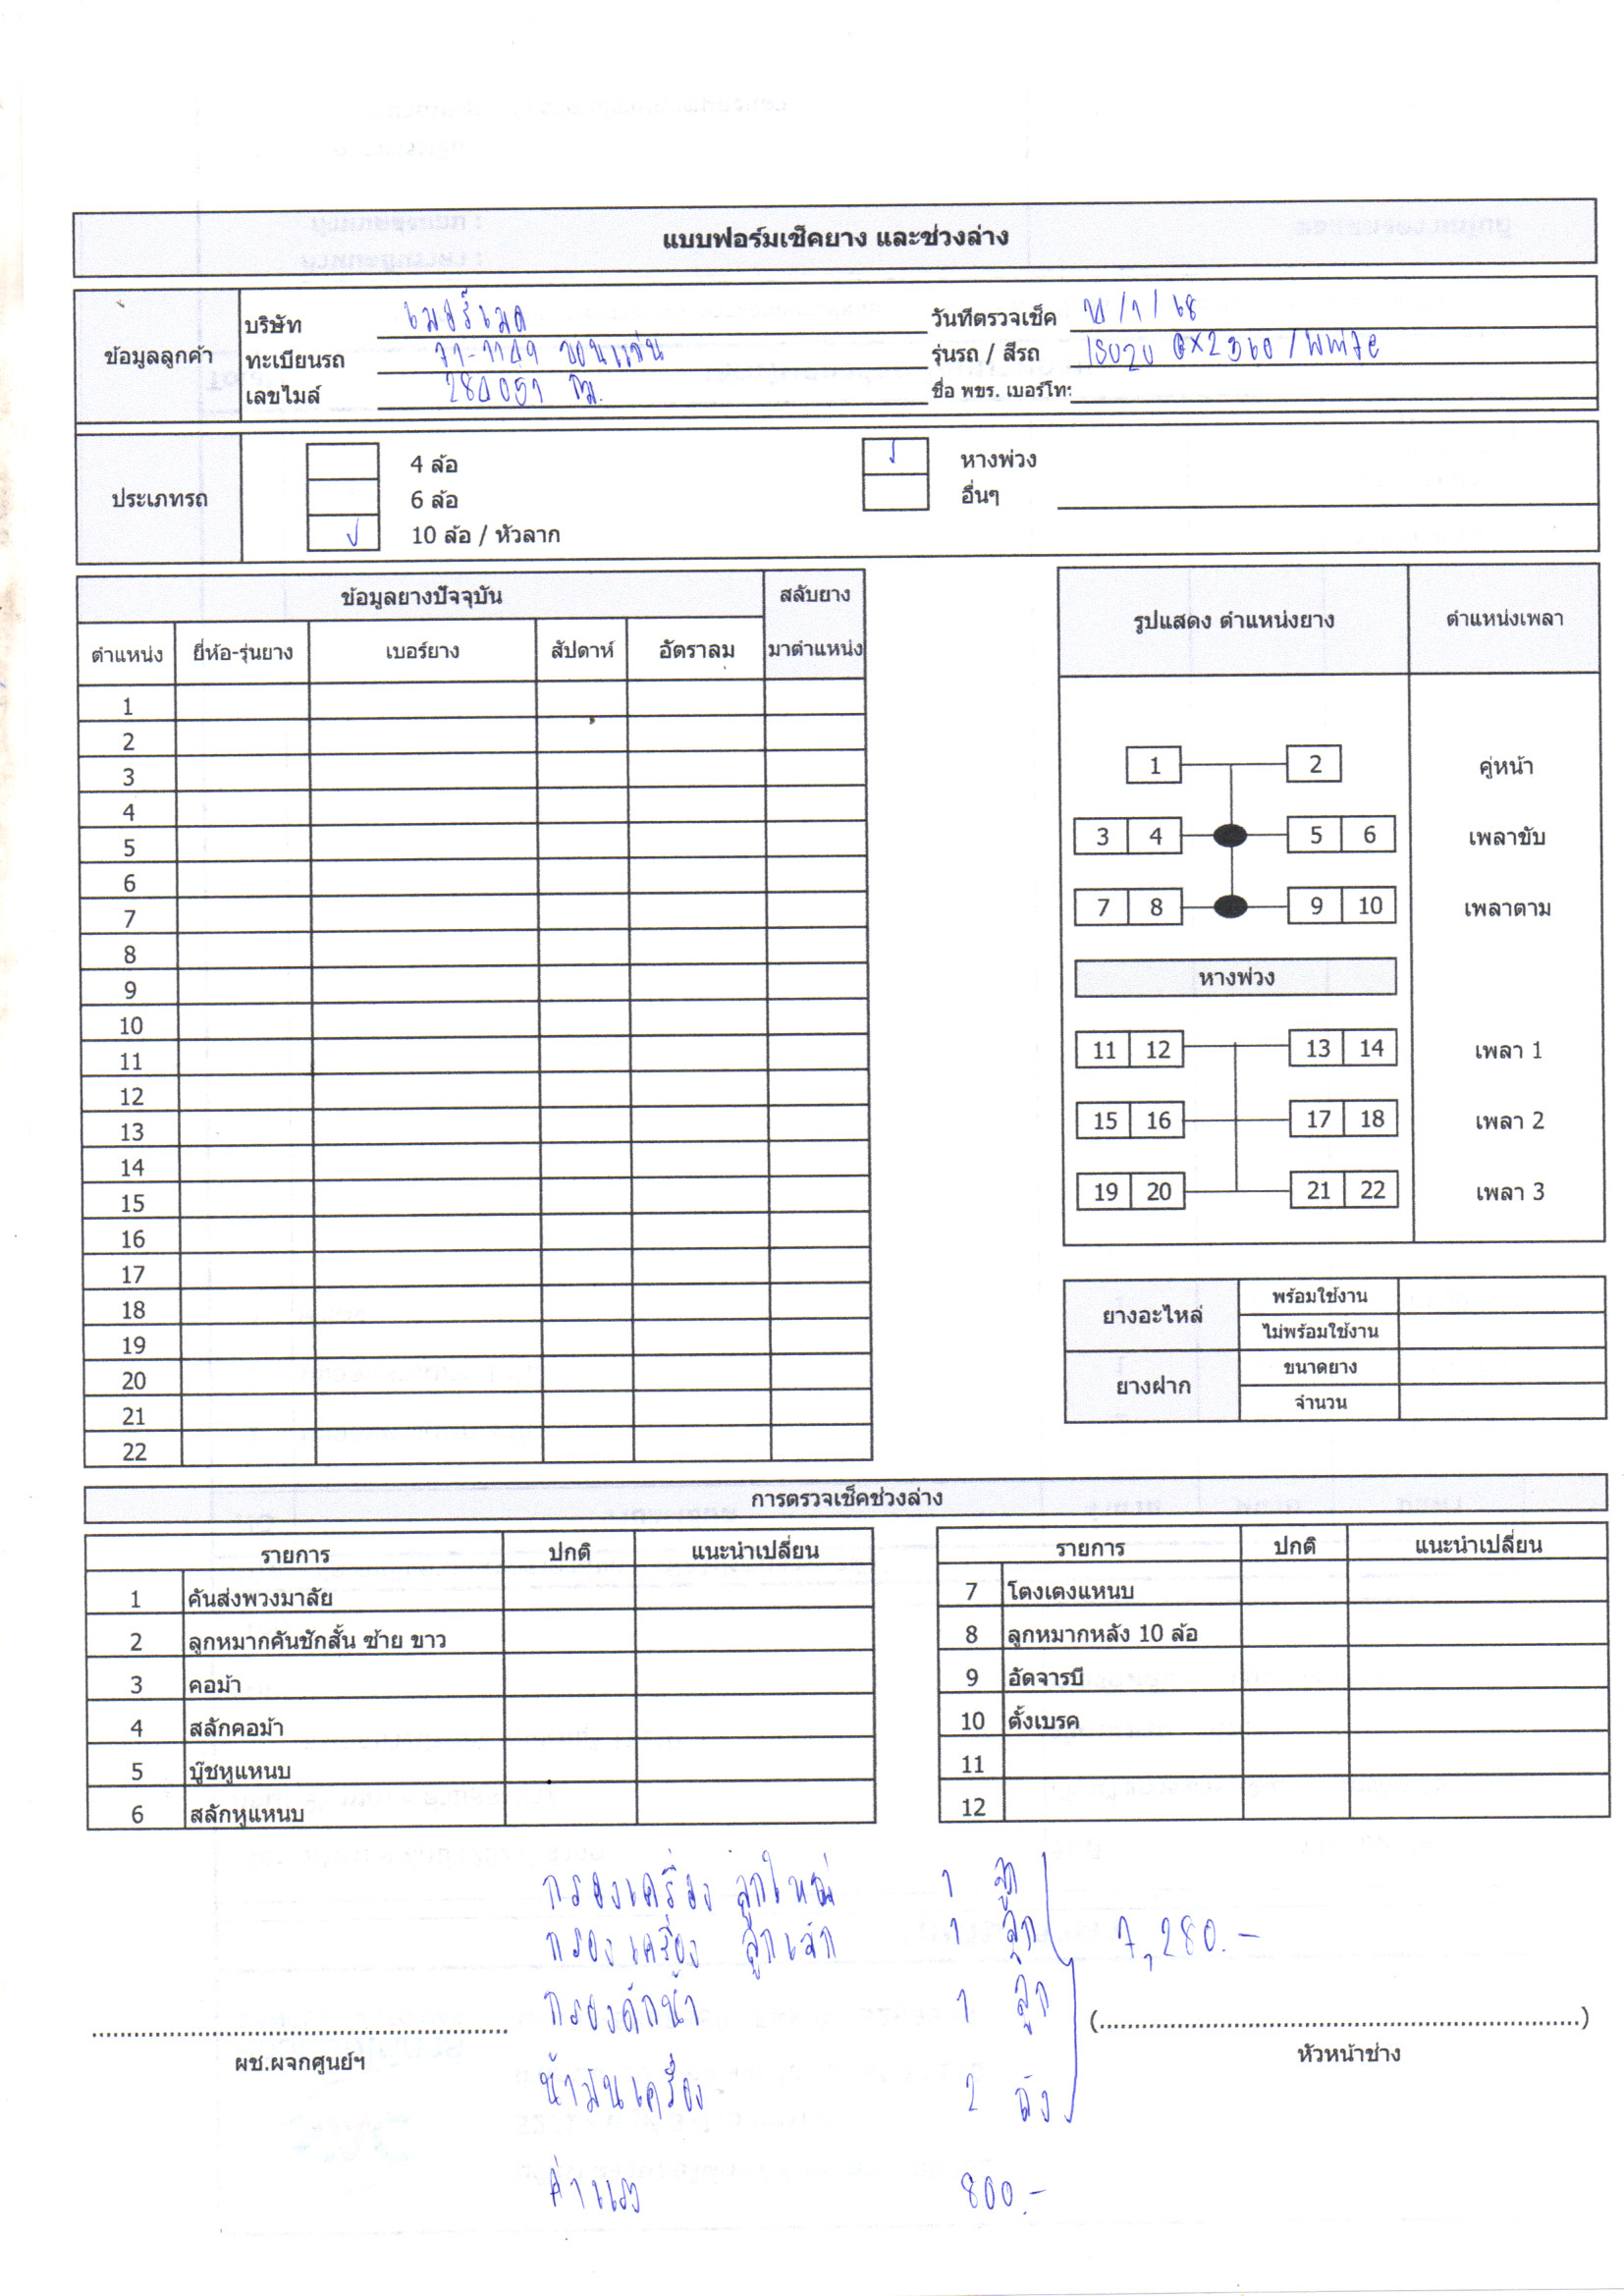 แบบฟอร์มเช็คยาง และช่วงล่าง
ข้อมูลลูกค้า
บริษัท เมอร์เมด
วันที่ตรวจเช็ค /1/68
ทะเบียนรถ ขอนแก่น
รุ่นรถ / สีรถ ISUZU GXZ 360/White
เลขไมล์ กม.
ชื่อ พขร. เบอร์โท:
ประเภทรถ
4 ล้อ
6 ล้อ
✓ 10 ล้อ / หัวลาก
✓ หางพ่วง
อื่นๆ
ข้อมูลยางปัจจุบัน สลับยาง
ตำแหน่ง ยี่ห้อ-รุ่นยาง เบอร์ยาง สัปดาห์ อัตราลม มาตำแหน่ง
1
2
3
4
5
6
7
8
9
10
11
12
13
14
15
16
17
18
19
20
21
22
รูปแสดง ตำแหน่งยาง ตำแหน่งเพลา
1 2 คู่หน้า
3 4 5 6 เพลาขับ
7 8 9 10 เพลาตาม
หางพ่วง
11 12 13 14 เพลา 1
15 16 17 18 เพลา 2
19 20 21 22 เพลา 3
ยางอะไหล่ พร้อมใช้งาน
ไม่พร้อมใช้งาน
ยางฝาก ขนาดยาง
จำนวน
การตรวจเช็คช่วงล่าง
รายการ ปกติ แนะนำเปลี่ยน
1 คันส่งพวงมาลัย
2 ลูกหมากคันชักสั้น ซ้าย ขาว
3 คอม้า
4 สลักคอม้า
5 บู๊ชหูแหนบ
6 สลักหูแหนบ
รายการ ปกติ แนะนำเปลี่ยน
7 โตงเตงแหนบ
8 ลูกหมากหลัง 10 ล้อ
9 อัดจารบี
10 ตั้งเบรค
11
12
กรองเครื่อง ลูกใหญ่ 1 ลูก
กรองเครื่อง ลูกเล็ก 1 ลูก 7,280.-
กรองดักน้ำ 1 ลูก
น้ำมันเครื่อง 2 ถัง
ค่าแรง 800.-
ผช.ผจกศูนย์ฯ
(........................)
หัวหน้าช่าง